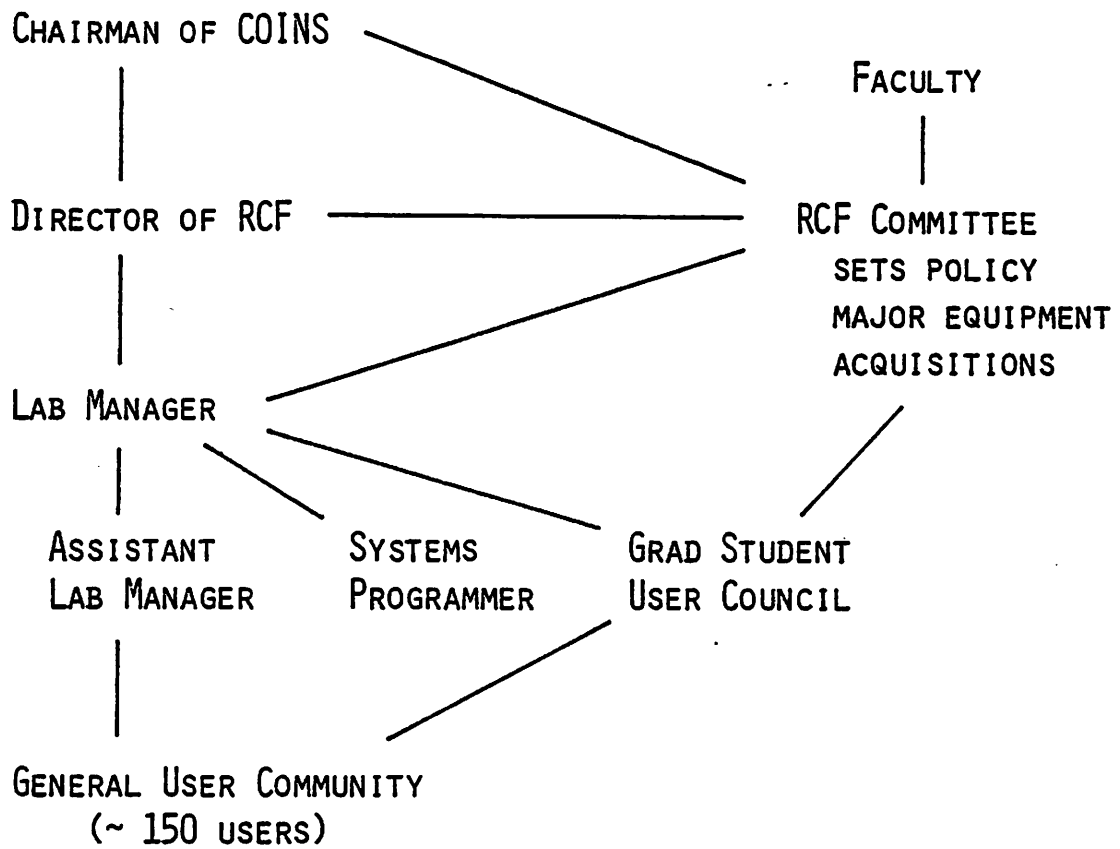 CHAIRMAN OF COINS
FACULTY
DIRECTOR OF RCF
RCF COMMITTEE
SETS POLICY
MAJOR EQUIPMENT
ACQUISITIONS
LAB MANAGER
ASSISTANT
LAB MANAGER
SYSTEMS
PROGRAMMER
GRAD STUDENT
USER COUNCIL
GENERAL USER COMMUNITY
(~ 150 USERS)